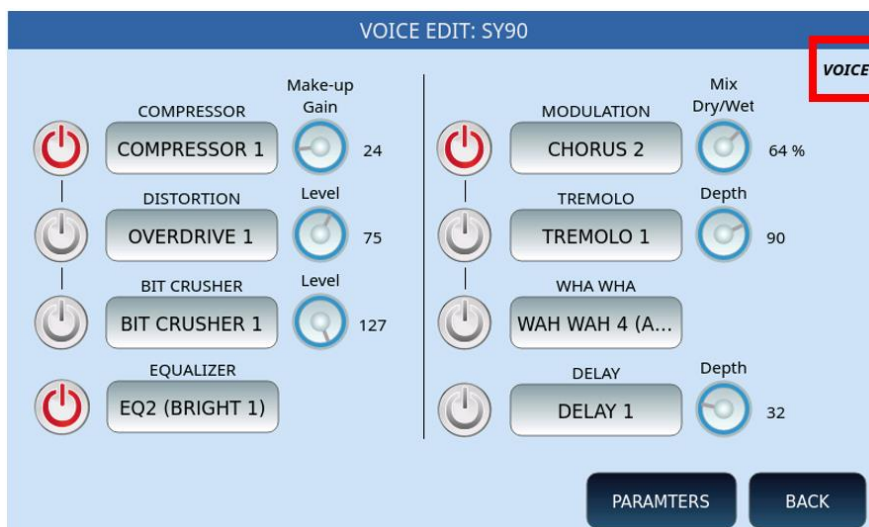 VOICE EDIT: SY90
VOICE
Make-up
Gain
COMPRESSOR
COMPRESSOR 1
24
DISTORTION
Level
OVERDRIVE 1
75
BIT CRUSHER
Level
BIT CRUSHER 1
127
EQUALIZER
EQ2 (BRIGHT 1)
Mix
Dry/Wet
MODULATION
CHORUS 2
64 %
TREMOLO
Depth
TREMOLO 1
90
WHA WHA
WAH WAH 4 (A...
DELAY
Depth
DELAY 1
32
PARAMTERS
BACK